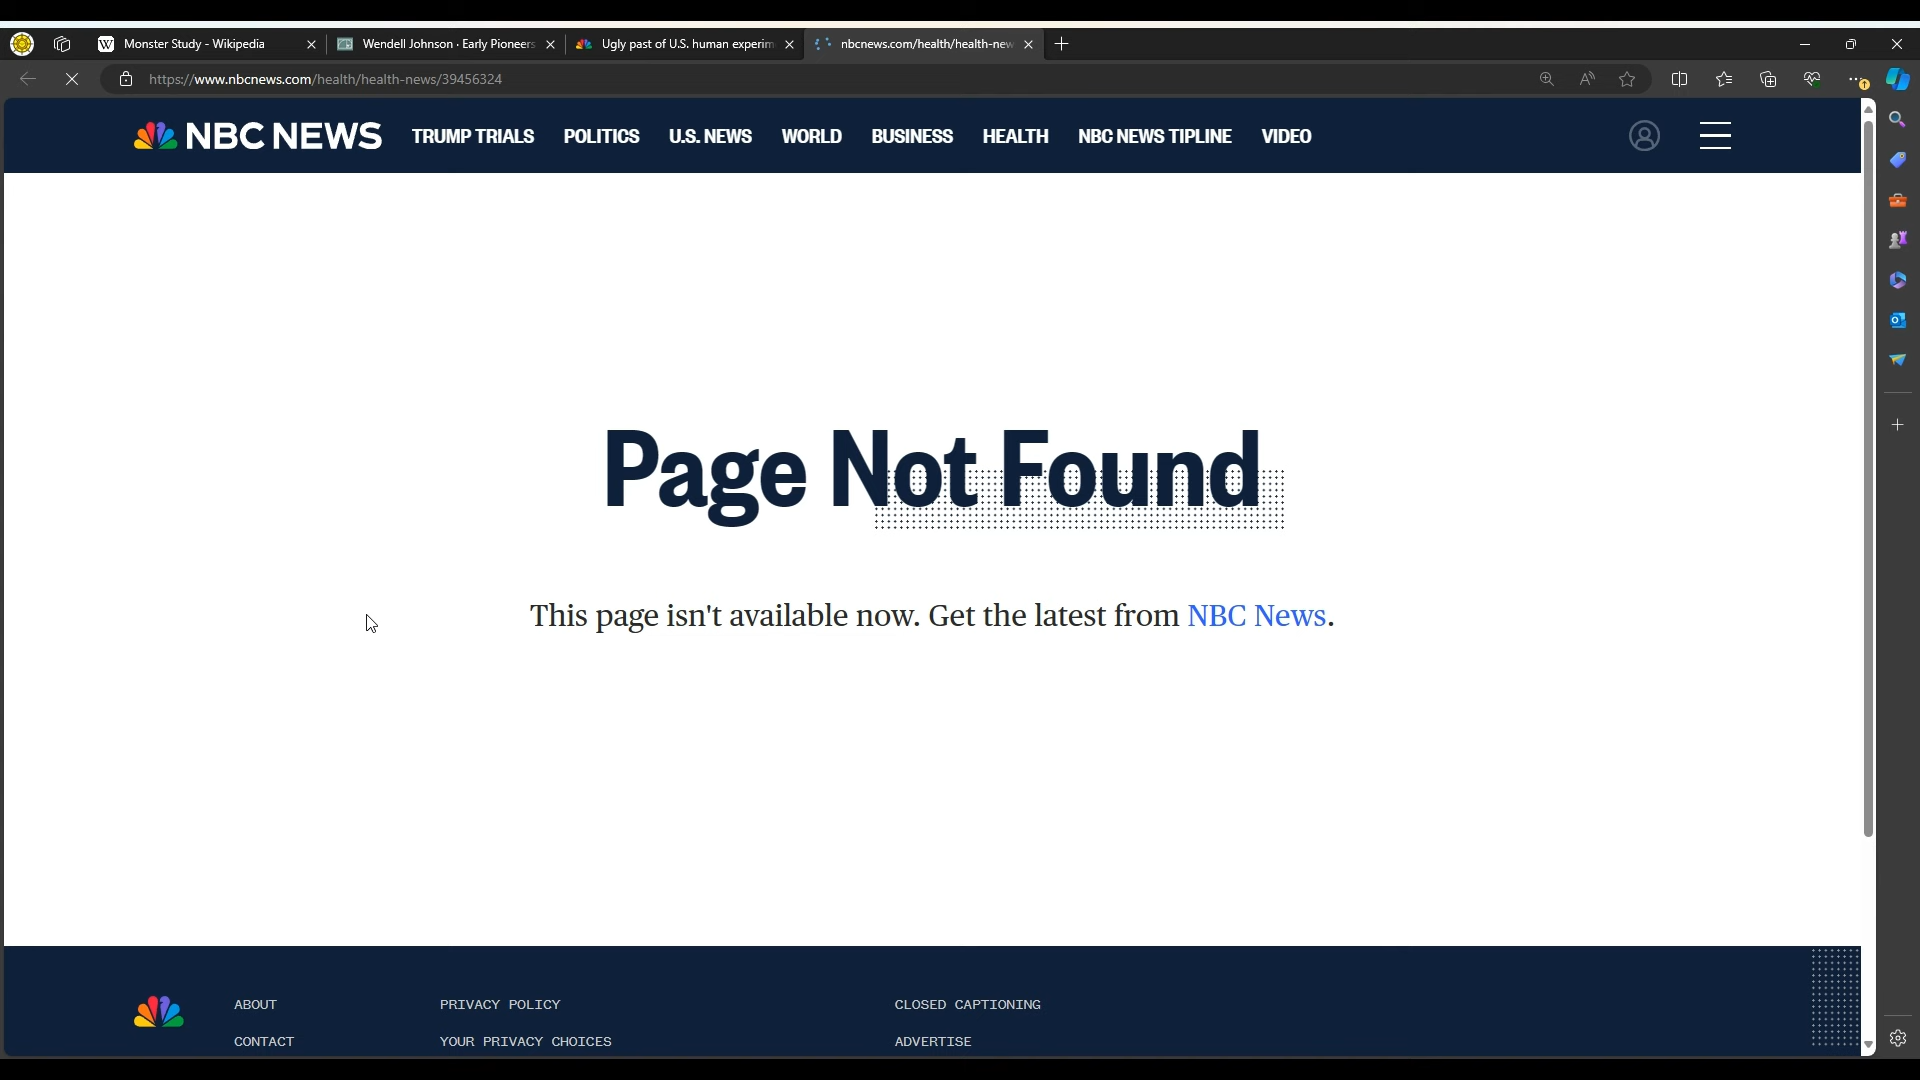 Monster Study - Wikipedia
Wendell Johnson · Early Pioneers
Ugly past of U.S. human experim
nbcnews.com/health/health-new
https://www.nbcnews.com/health/health-news/39456324
NBC NEWS TRUMP TRIALS POLITICS U.S. NEWS WORLD BUSINESS HEALTH NBC NEWS TIPLINE VIDEO
Page Not Found
This page isn't available now. Get the latest from NBC News.
ABOUT PRIVACY POLICY CLOSED CAPTIONING
CONTACT YOUR PRIVACY CHOICES ADVERTISE